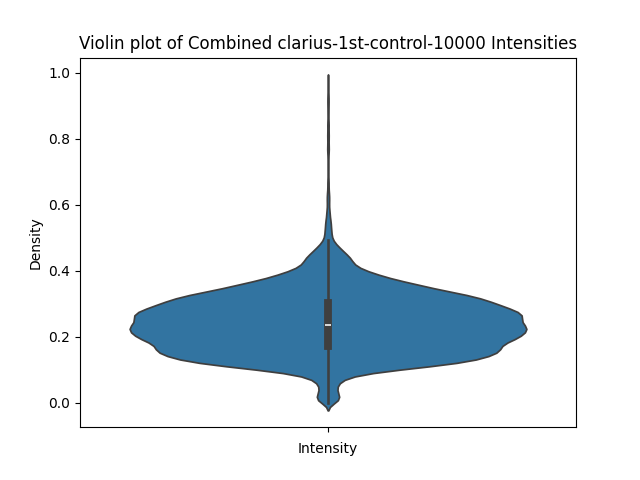 Violin plot of Combined clarius-1st-control-10000 Intensities
1.0
0.8
0.6
0.4
0.2
0.0
Density
Intensity